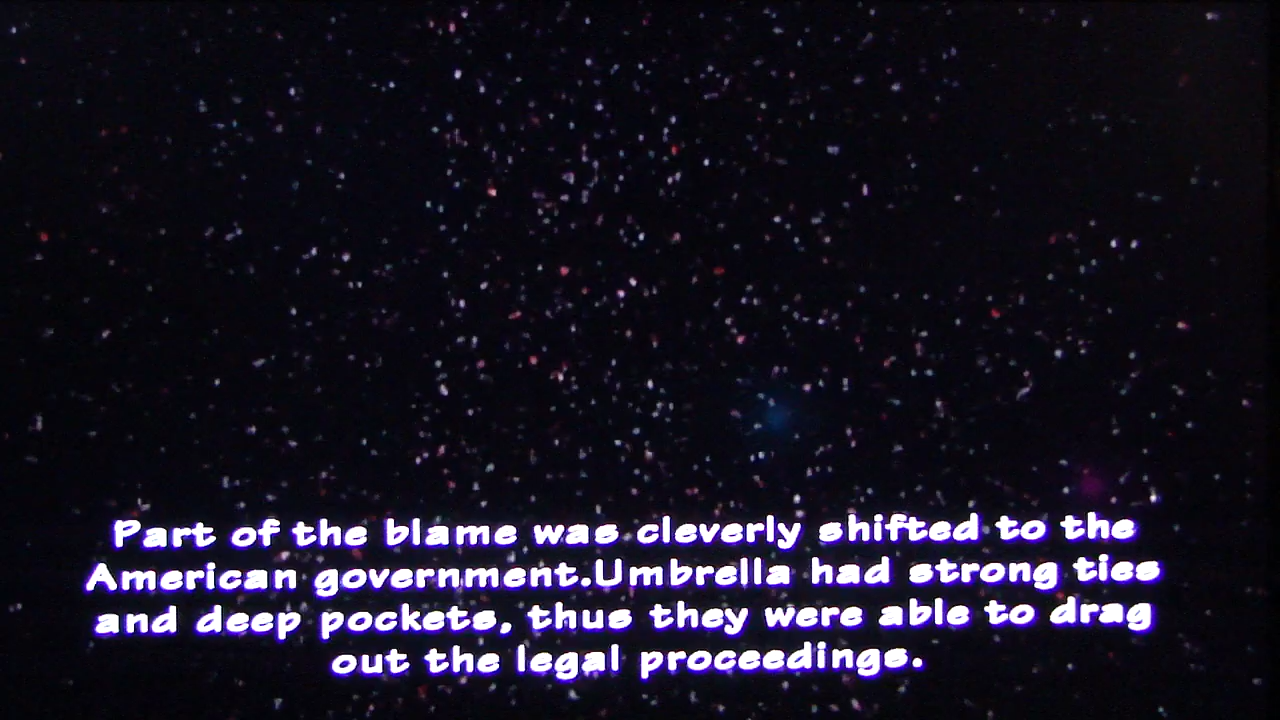 Part of the blame was cleverly shifted to the
American government.Umbrella had strong ties
and deep pockets, thus they were able to drag
out the legal proceedings.